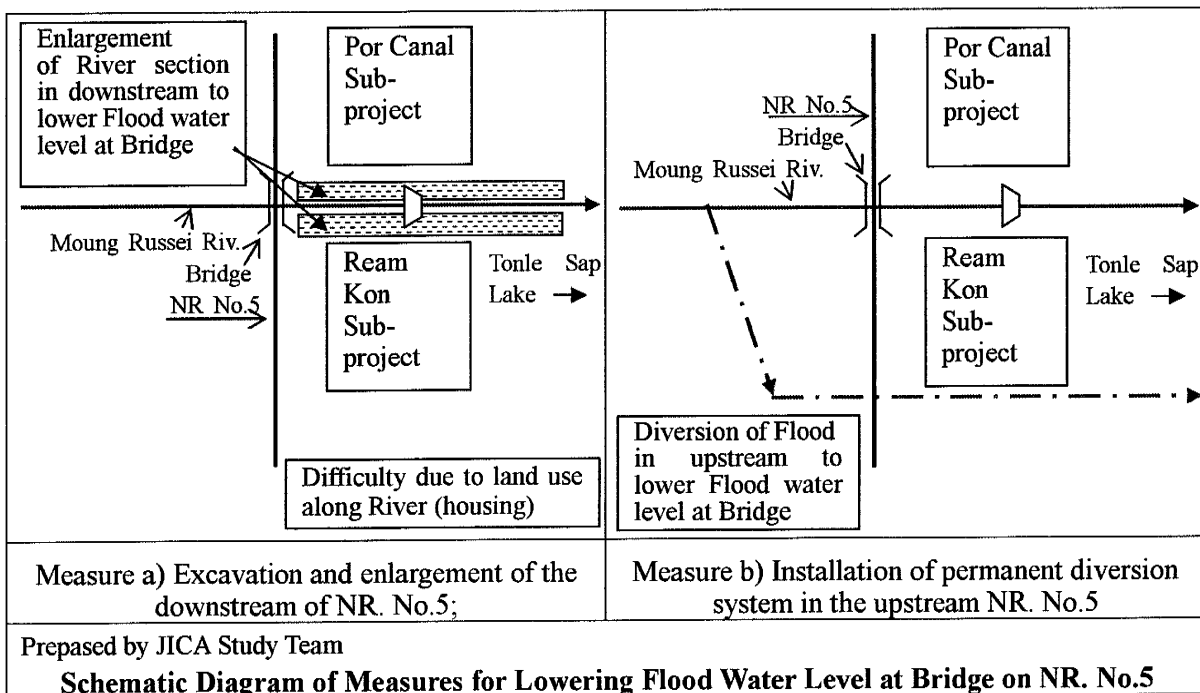 Enlargement
of River section
in downstream to
lower Flood water
level at Bridge
Por Canal
Sub-
project
Moung Russei Riv.
Bridge
NR No.5
Ream
Kon
Sub-
project
Tonle Sap
Lake
Difficulty due to land use
along River (housing)
Por Canal
Sub-
project
NR No.5
Bridge
Moung Russei Riv.
Ream
Kon
Sub-
project
Tonle Sap
Lake
Diversion of Flood
in upstream to
lower Flood water
level at Bridge
Measure a) Excavation and enlargement of the
downstream of NR. No.5;
Measure b) Installation of permanent diversion
system in the upstream NR. No.5
Prepased by JICA Study Team
Schematic Diagram of Measures for Lowering Flood Water Level at Bridge on NR. No.5